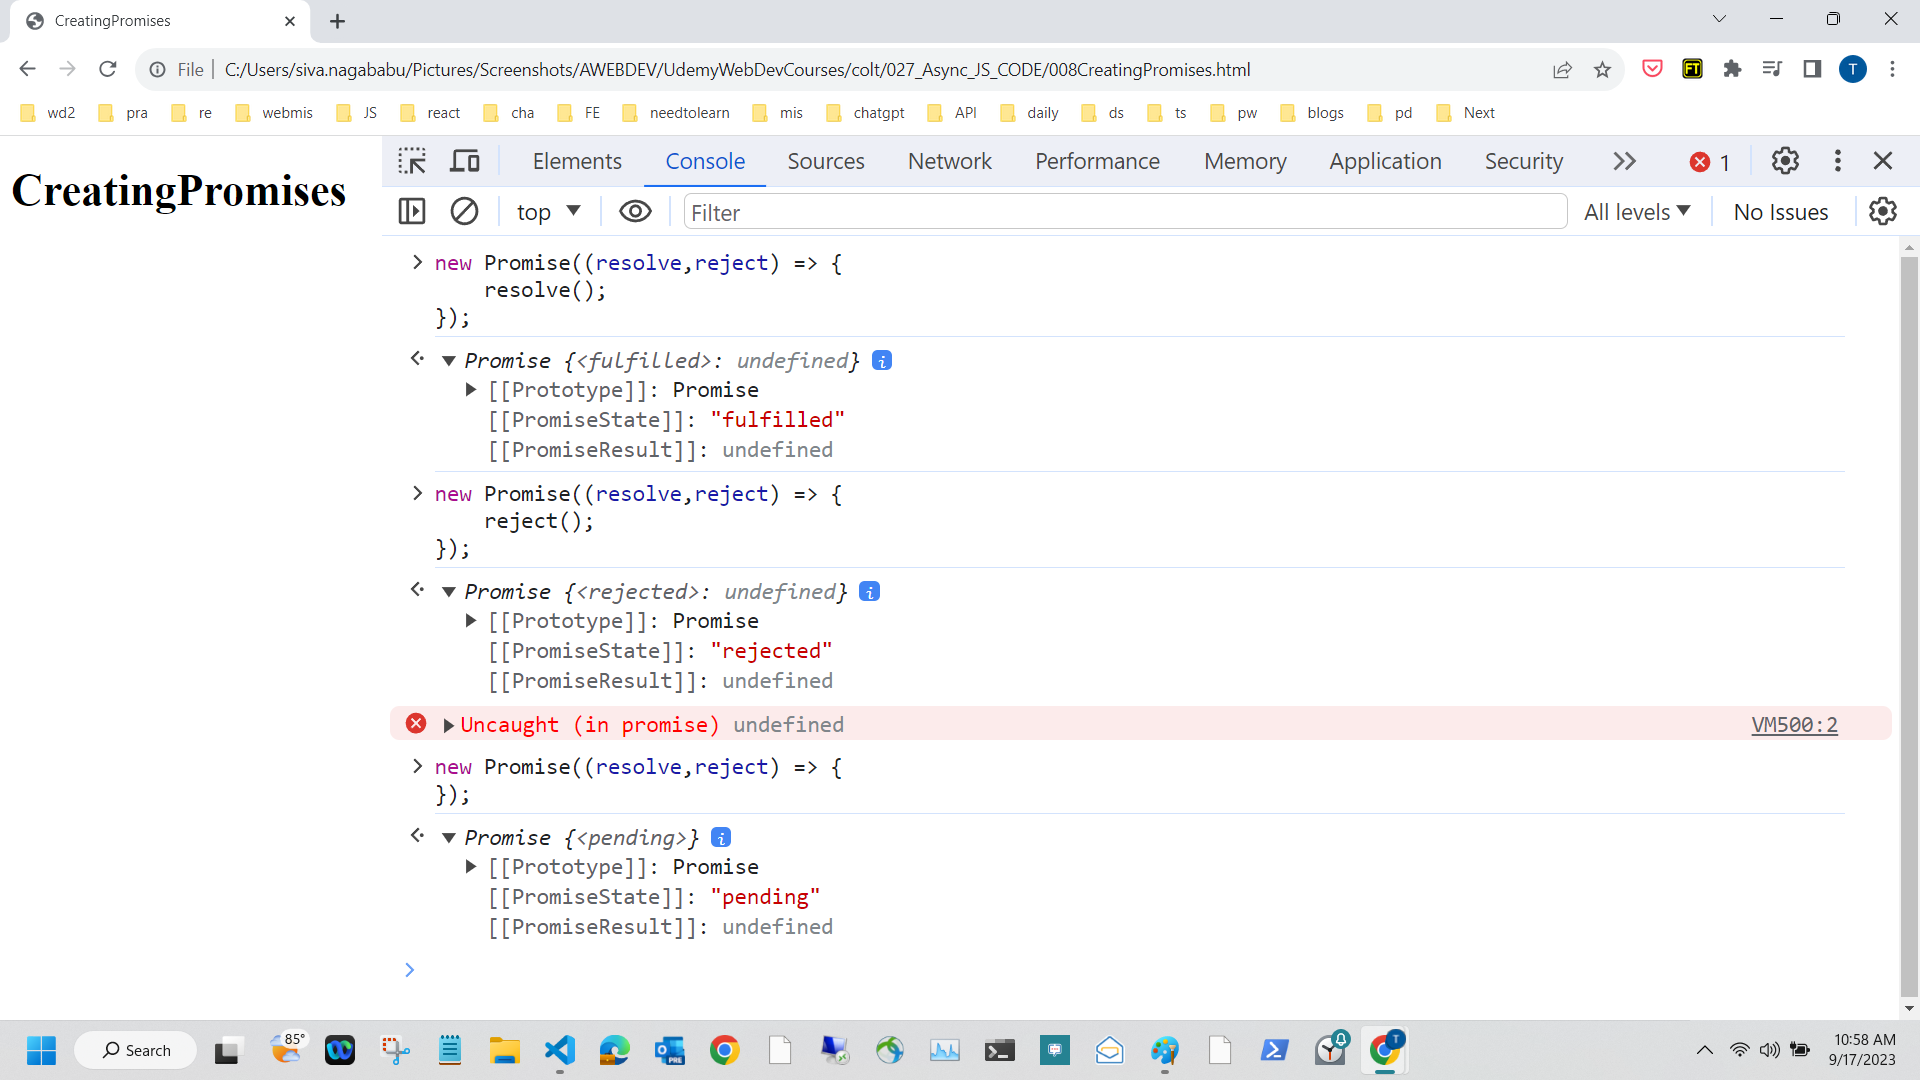 CreatingPromises
File
C:/Users/siva.nagababu/Pictures/Screenshots/AWEBDEV/UdemyWebDevCourses/colt/027_Async_JS_CODE/008CreatingPromises.html
T
wd2 pra re webmis JS react cha FE needtolearn mis chatgpt API daily ds ts pw blogs pd Next
CreatingPromises
Elements Console Sources Network Performance Memory Application Security 1
top Filter All levels No Issues
new Promise((resolve,reject) => {
resolve();
});
Promise {<fulfilled>: undefined} i
[[Prototype]]: Promise
[[PromiseState]]: "fulfilled"
[[PromiseResult]]: undefined
new Promise((resolve,reject) => {
reject();
});
Promise {<rejected>: undefined} i
[[Prototype]]: Promise
[[PromiseState]]: "rejected"
[[PromiseResult]]: undefined
Uncaught (in promise) undefined VM500:2
new Promise((resolve,reject) => {
});
Promise {<pending>} i
[[Prototype]]: Promise
[[PromiseState]]: "pending"
[[PromiseResult]]: undefined
Search 85° PRE T 10:58 AM
9/17/2023